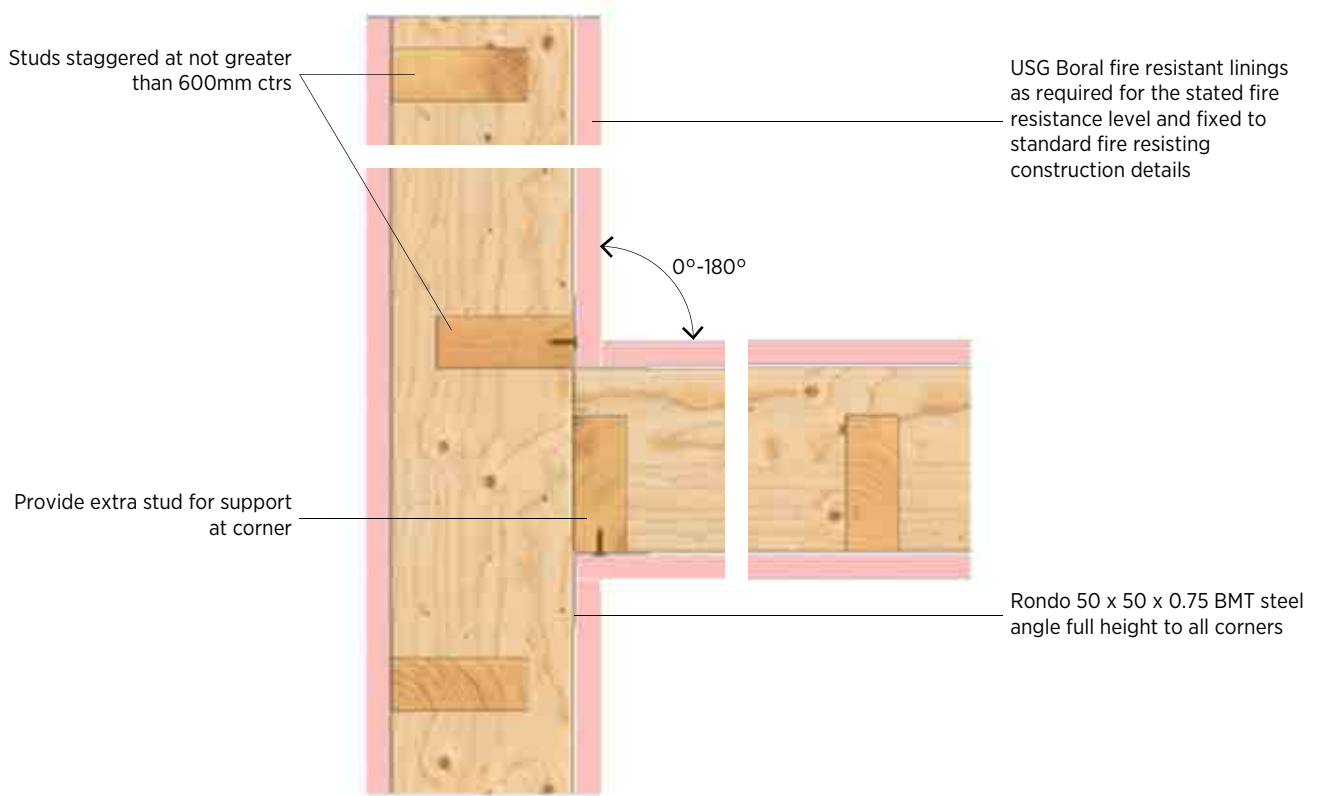 Studs staggered at not greater
than 600mm ctrs
USG Boral fire resistant linings
as required for the stated fire
resistance level and fixed to
standard fire resisting
construction details
0º-180º
Provide extra stud for support
at corner
Rondo 50 x 50 x 0.75 BMT steel
angle full height to all corners